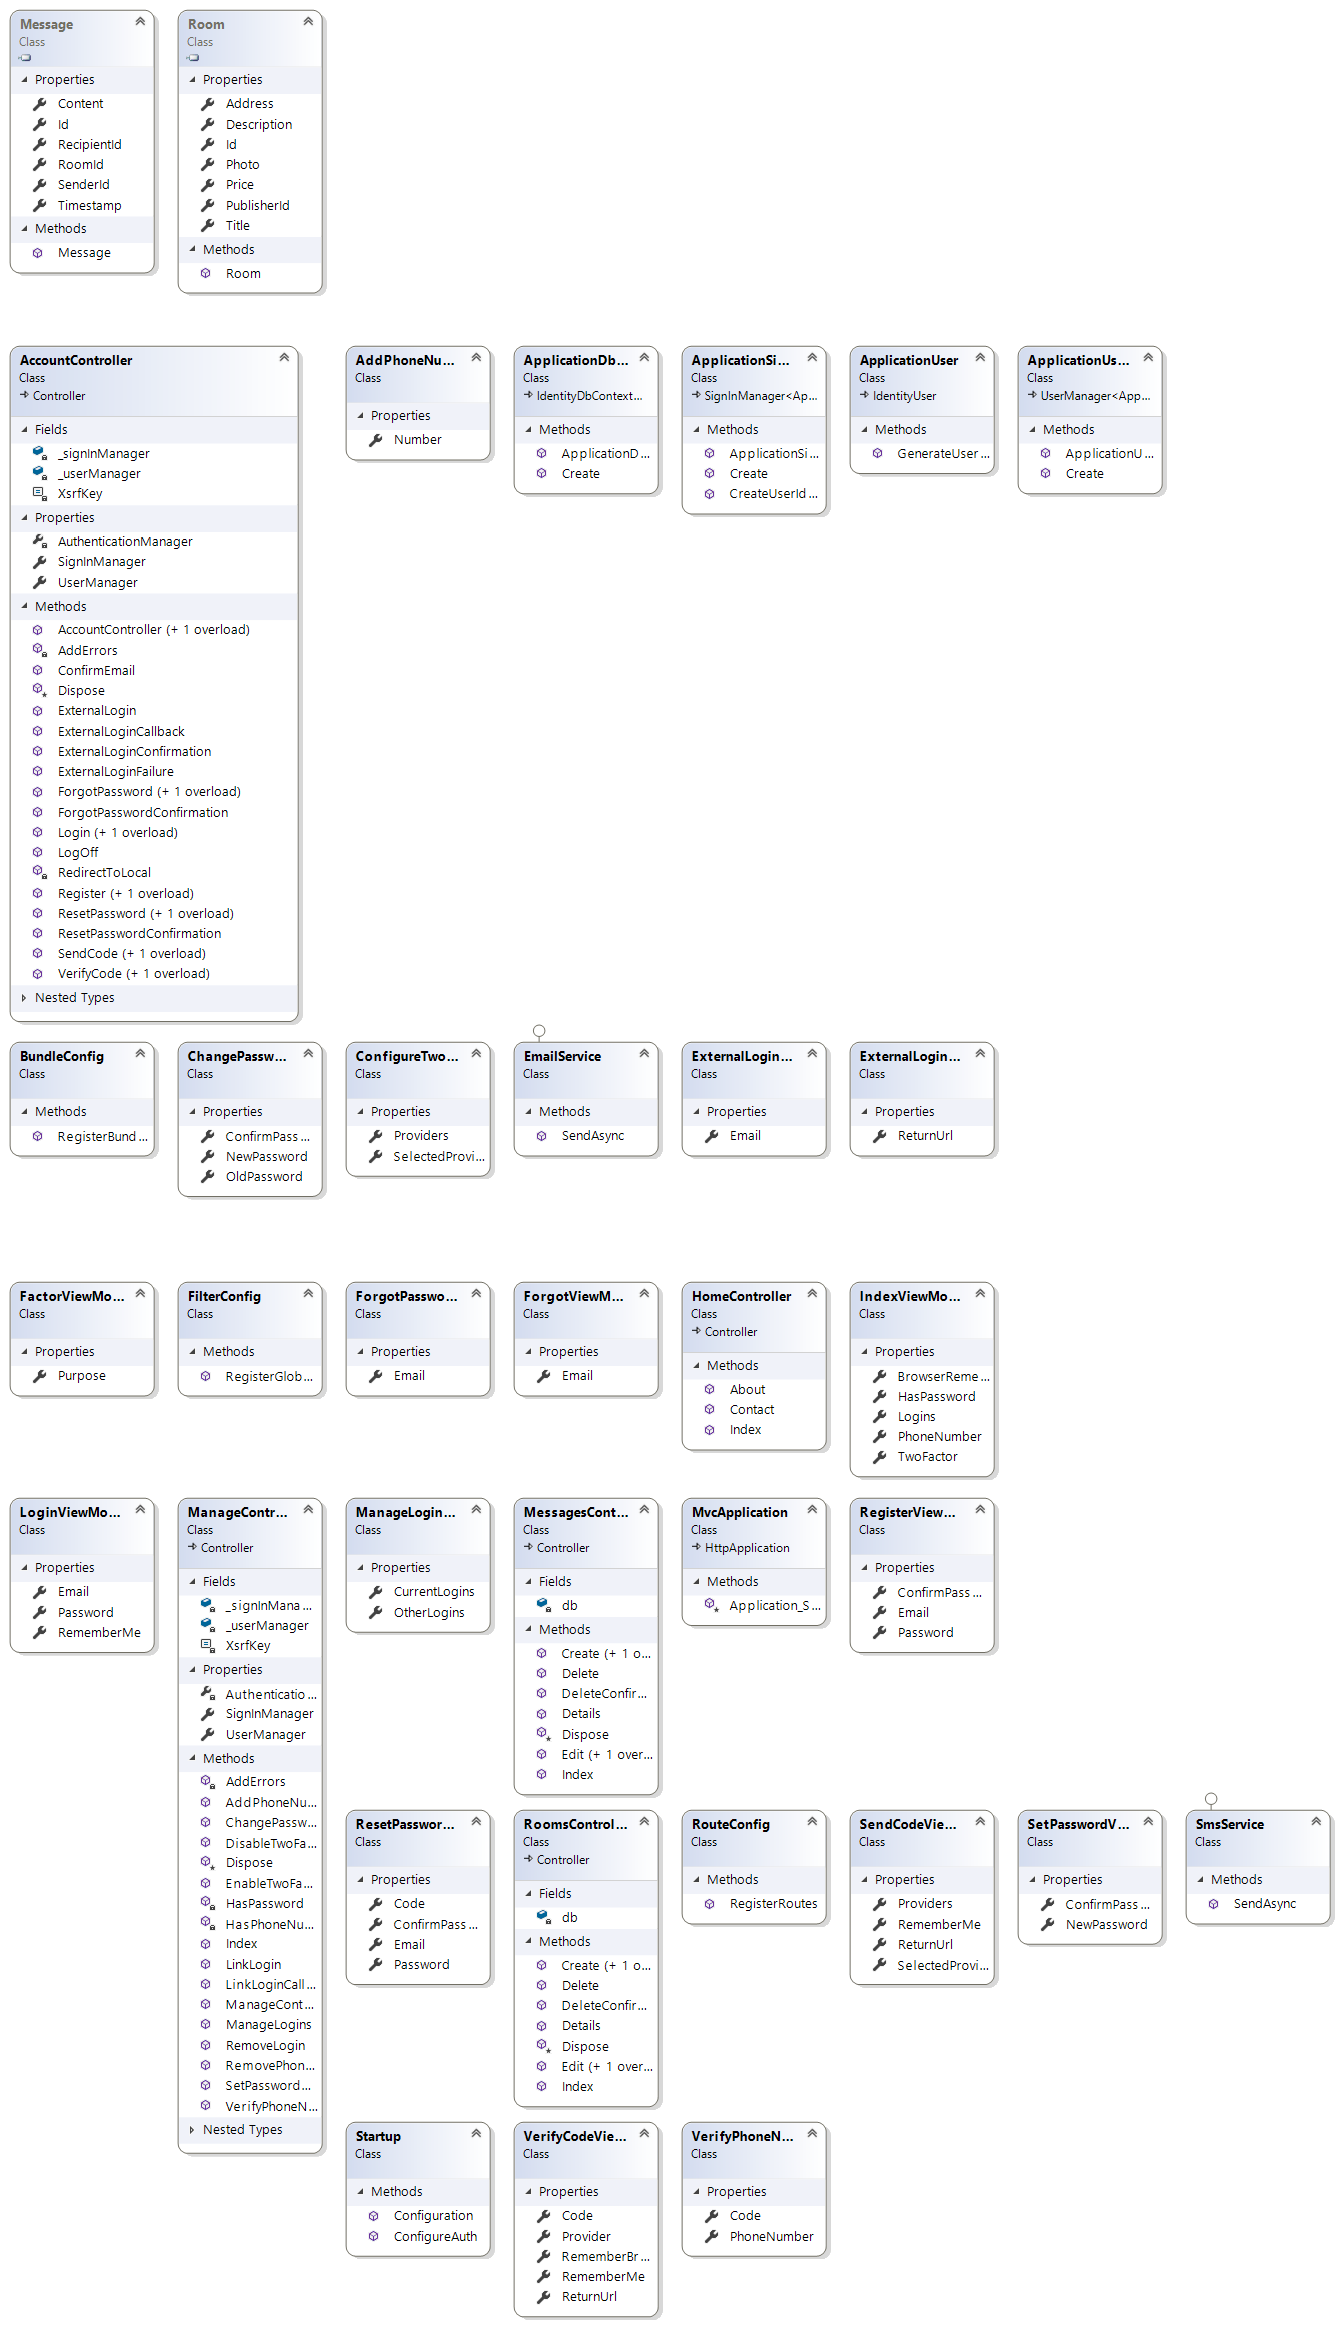 Message
Class
Properties
Content
Id
RecipientId
RoomId
SenderId
Timestamp
Methods
Message
Room
Class
Properties
Address
Description
Id
Photo
Price
PublisherId
Title
Methods
Room
AccountController
Class
Controller
Fields
_signInManager
_userManager
XsrfKey
Properties
AuthenticationManager
SignInManager
UserManager
Methods
AccountController (+ 1 overload)
AddErrors
ConfirmEmail
Dispose
ExternalLogin
ExternalLoginCallback
ExternalLoginConfirmation
ExternalLoginFailure
ForgotPassword (+ 1 overload)
ForgotPasswordConfirmation
Login (+ 1 overload)
LogOff
RedirectToLocal
Register (+ 1 overload)
ResetPassword (+ 1 overload)
ResetPasswordConfirmation
SendCode (+ 1 overload)
VerifyCode (+ 1 overload)
Nested Types
AddPhoneNu...
Class
Properties
Number
ApplicationDb...
Class
IdentityDbContext...
Methods
ApplicationD...
Create
ApplicationSi...
Class
SignInManager<Ap...
Methods
ApplicationSi...
Create
CreateUserId...
ApplicationUser
Class
IdentityUser
Methods
GenerateUser...
ApplicationUs...
Class
UserManager<App...
Methods
ApplicationU...
Create
BundleConfig
Class
Methods
RegisterBund...
ChangePassw...
Class
Properties
ConfirmPass...
NewPassword
OldPassword
ConfigureTwo...
Class
Properties
Providers
SelectedProvi...
EmailService
Class
Methods
SendAsync
ExternalLogin...
Class
Properties
Email
ExternalLogin...
Class
Properties
ReturnUrl
FactorViewMo...
Class
Properties
Purpose
FilterConfig
Class
Methods
RegisterGlob...
ForgotPasswo...
Class
Properties
Email
ForgotViewM...
Class
Properties
Email
HomeController
Class
Controller
Methods
About
Contact
Index
IndexViewMo...
Class
Properties
BrowserReme...
HasPassword
Logins
PhoneNumber
TwoFactor
LoginViewMo...
Class
Properties
Email
Password
RememberMe
ManageContr...
Class
Controller
Fields
_signInMana...
_userManager
XsrfKey
Properties
Authenticatio...
SignInManager
UserManager
Methods
AddErrors
AddPhoneNu...
ChangePassw...
DisableTwoFa...
Dispose
EnableTwoFa...
HasPassword
HasPhoneNu...
Index
LinkLogin
LinkLoginCall...
ManageCont...
ManageLogins
RemoveLogin
RemovePhon...
SetPassword...
VerifyPhoneN...
Nested Types
ManageLogin...
Class
Properties
CurrentLogins
OtherLogins
MessagesCont...
Class
Controller
Fields
db
Methods
Create (+ 1 o...
Delete
DeleteConfir...
Details
Dispose
Edit (+ 1 over...
Index
MvcApplication
Class
HttpApplication
Methods
Application_S...
RegisterView...
Class
Properties
ConfirmPass...
Email
Password
ResetPasswor...
Class
Properties
Code
ConfirmPass...
Email
Password
RoomsControl...
Class
Controller
Fields
db
Methods
Create (+ 1 o...
Delete
DeleteConfir...
Details
Dispose
Edit (+ 1 over...
Index
RouteConfig
Class
Methods
RegisterRoutes
SendCodeVie...
Class
Properties
Providers
RememberMe
ReturnUrl
SelectedProvi...
SetPasswordV...
Class
Properties
ConfirmPass...
NewPassword
SmsService
Class
Methods
SendAsync
Startup
Class
Methods
Configuration
ConfigureAuth
VerifyCodeVie...
Class
Properties
Code
Provider
RememberBr...
RememberMe
ReturnUrl
VerifyPhoneN...
Class
Properties
Code
PhoneNumber